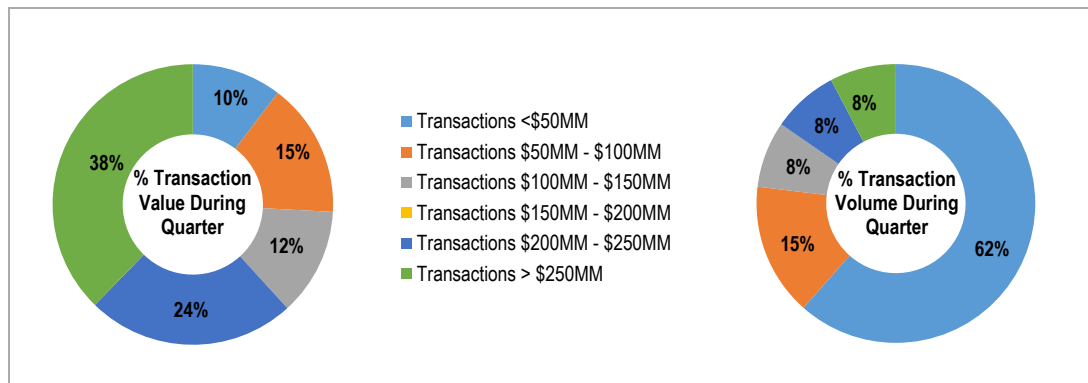 10%
15%
12%
24%
38%
% Transaction
Value During
Quarter
Transactions <$50MM
Transactions $50MM - $100MM
Transactions $100MM - $150MM
Transactions $150MM - $200MM
Transactions $200MM - $250MM
Transactions > $250MM
62%
15%
8%
8%
8%
% Transaction
Volume During
Quarter